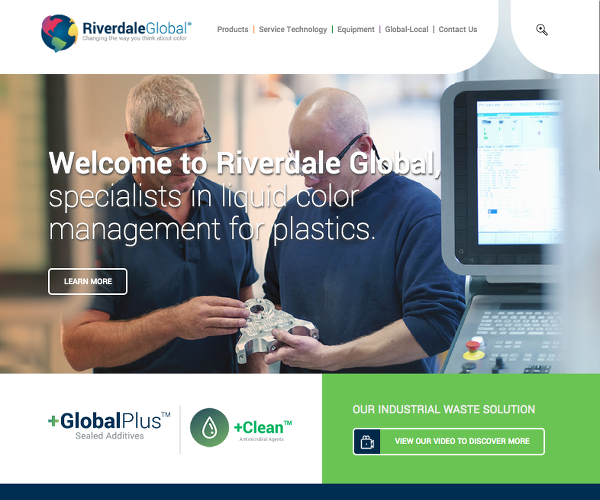 RiverdaleGlobal®
Changing the way you think about color
Products | Service Technology | Equipment | Global-Local | Contact Us
Welcome to Riverdale Global,
specialists in liquid color
management for plastics.
LEARN MORE
+GlobalPlus™
Sealed Additives
+Clean™
Antimicrobial Agents
OUR INDUSTRIAL WASTE SOLUTION
VIEW OUR VIDEO TO DISCOVER MORE